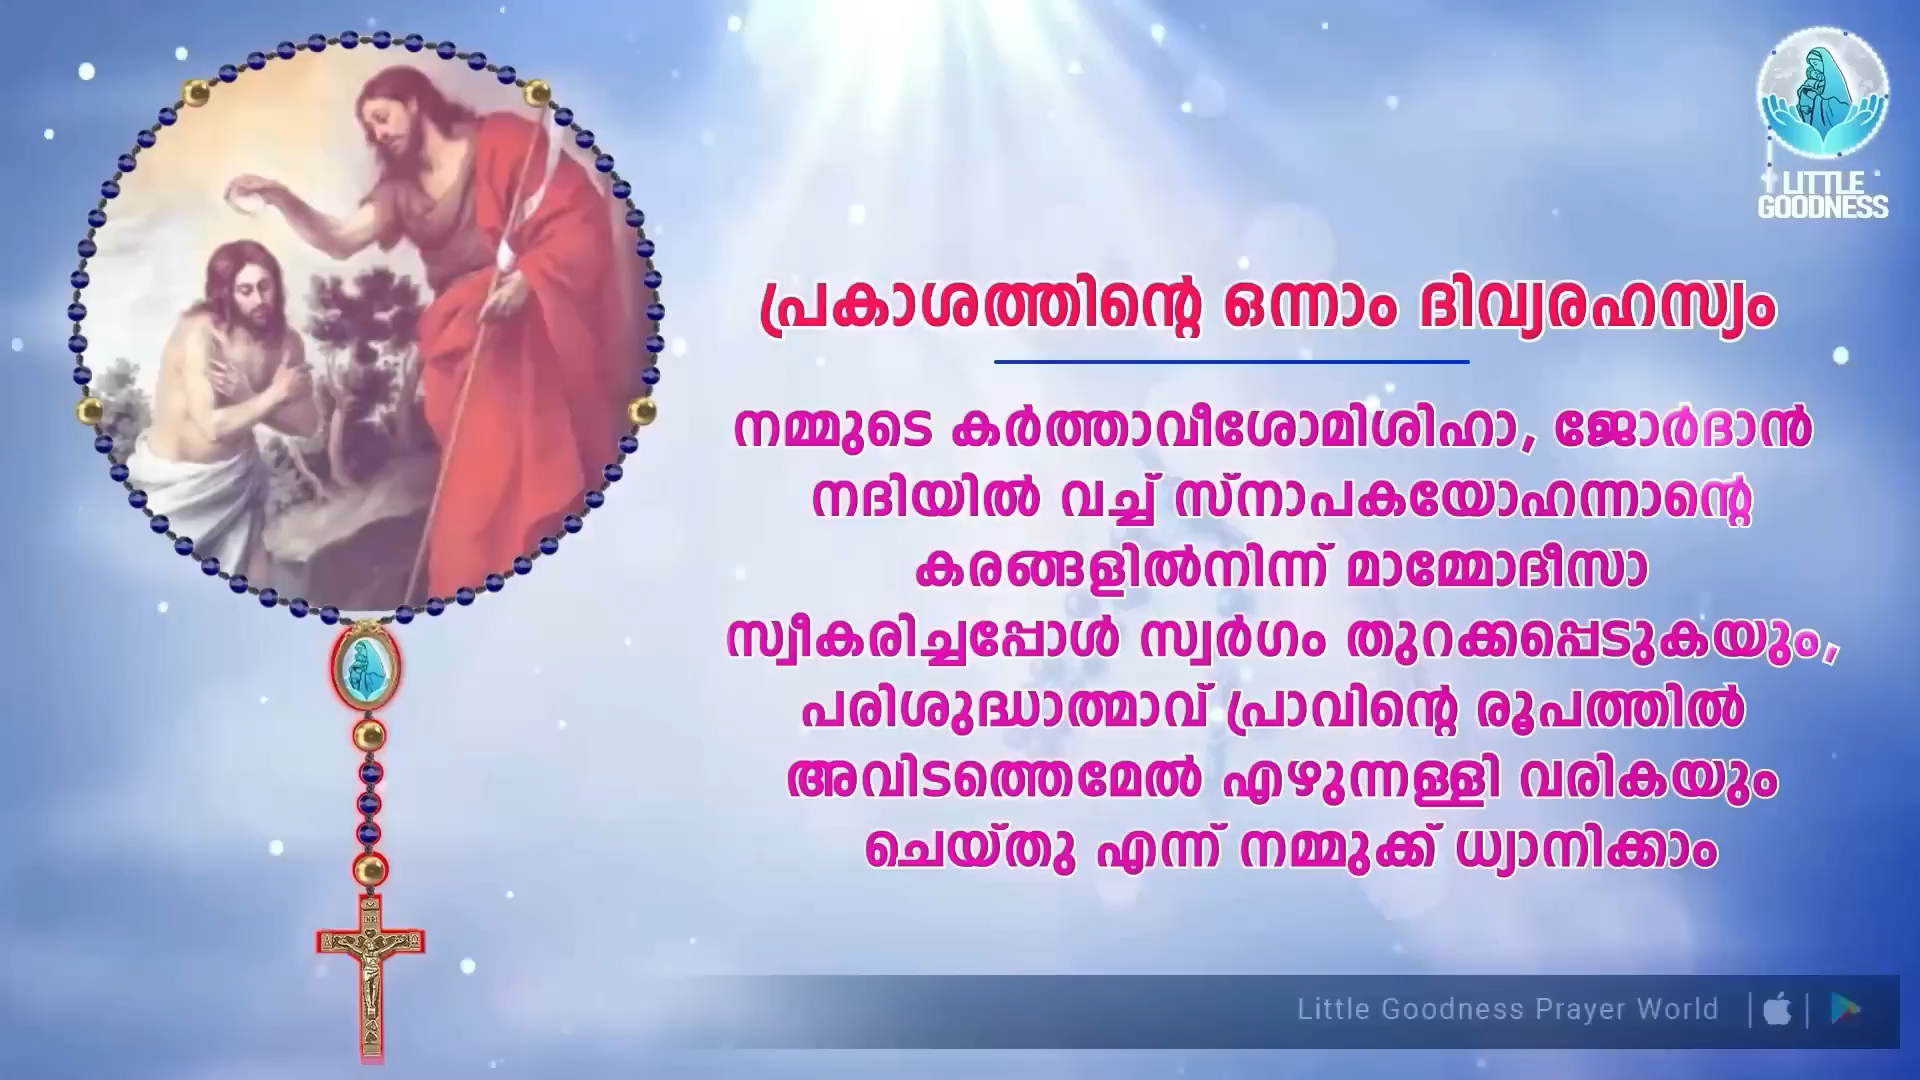 LITTLE
GOODNESS
പ്രകാശത്തിന്റെ ഒന്നാം ദിവ്യരഹസ്യം
നമ്മുടെ കർത്താവീശോമിശിഹാ, ജോർദാൻ
നദിയിൽ വച്ച് സ്നാപകയോഹന്നാന്റെ
കരങ്ങളിൽനിന്ന് മാമ്മോദീസാ
സ്വീകരിച്ചപ്പോൾ സ്വർഗം തുറക്കപ്പെടുകയും,
പരിശുദ്ധാത്മാവ് പ്രാവിന്റെ രൂപത്തിൽ
അവിടത്തെമേൽ എഴുന്നള്ളി വരികയും
ചെയ്തു എന്ന് നമ്മുക്ക് ധ്യാനിക്കാം
INRI
Little Goodness Prayer World